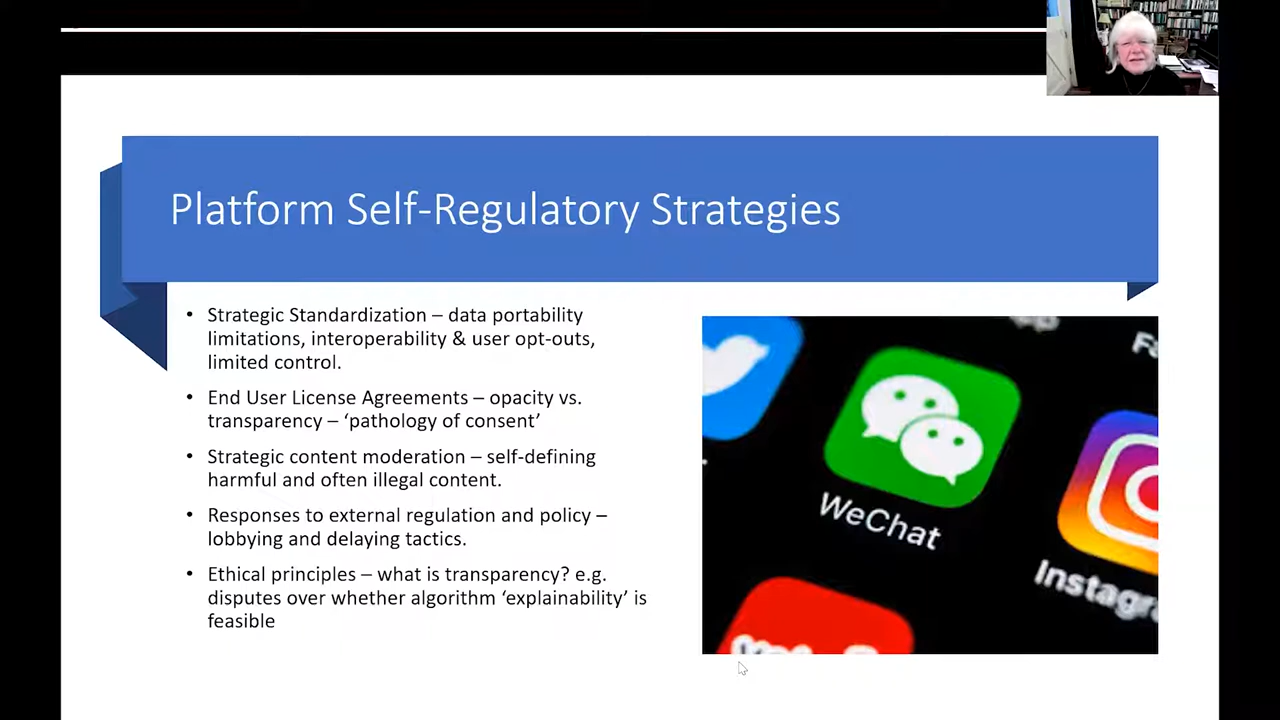 Platform Self-Regulatory Strategies
• Strategic Standardization – data portability
limitations, interoperability & user opt-outs,
limited control.
• End User License Agreements – opacity vs.
transparency – ‘pathology of consent’
• Strategic content moderation – self-defining
harmful and often illegal content.
• Responses to external regulation and policy –
lobbying and delaying tactics.
• Ethical principles – what is transparency? e.g.
disputes over whether algorithm ‘explainability’ is
feasible
WeChat
Instagr